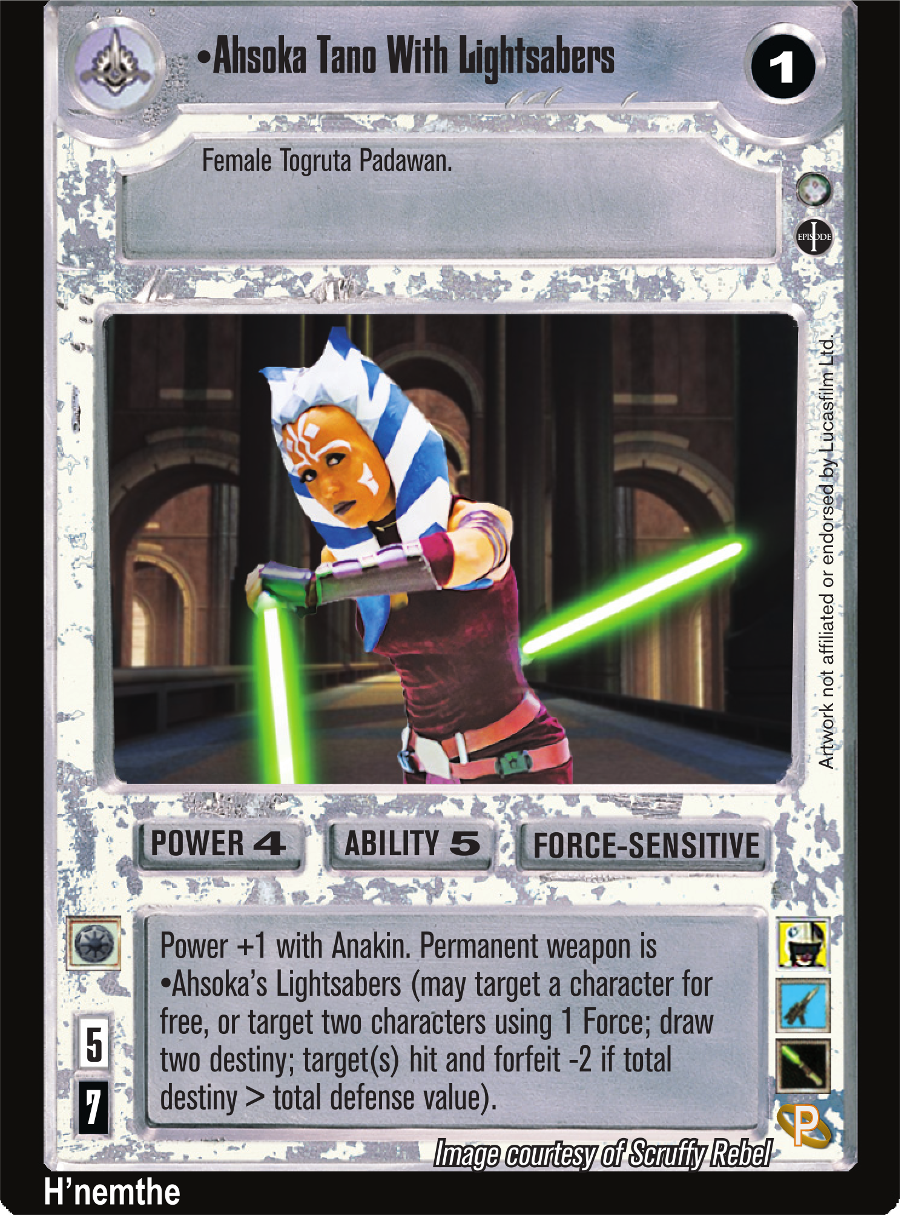 •Ahsoka Tano With Lightsabers
1
Female Togruta Padawan.
EPISODE
I
Artwork not affiliated or endorsed by Lucasfilm Ltd.
POWER 4
ABILITY 5
FORCE-SENSITIVE
Power +1 with Anakin. Permanent weapon is
•Ahsoka's Lightsabers (may target a character for
free, or target two characters using 1 Force; draw
two destiny; target(s) hit and forfeit -2 if total
destiny > total defense value).
5
7
P
Image courtesy of Scruffy Rebel
H'nemthe